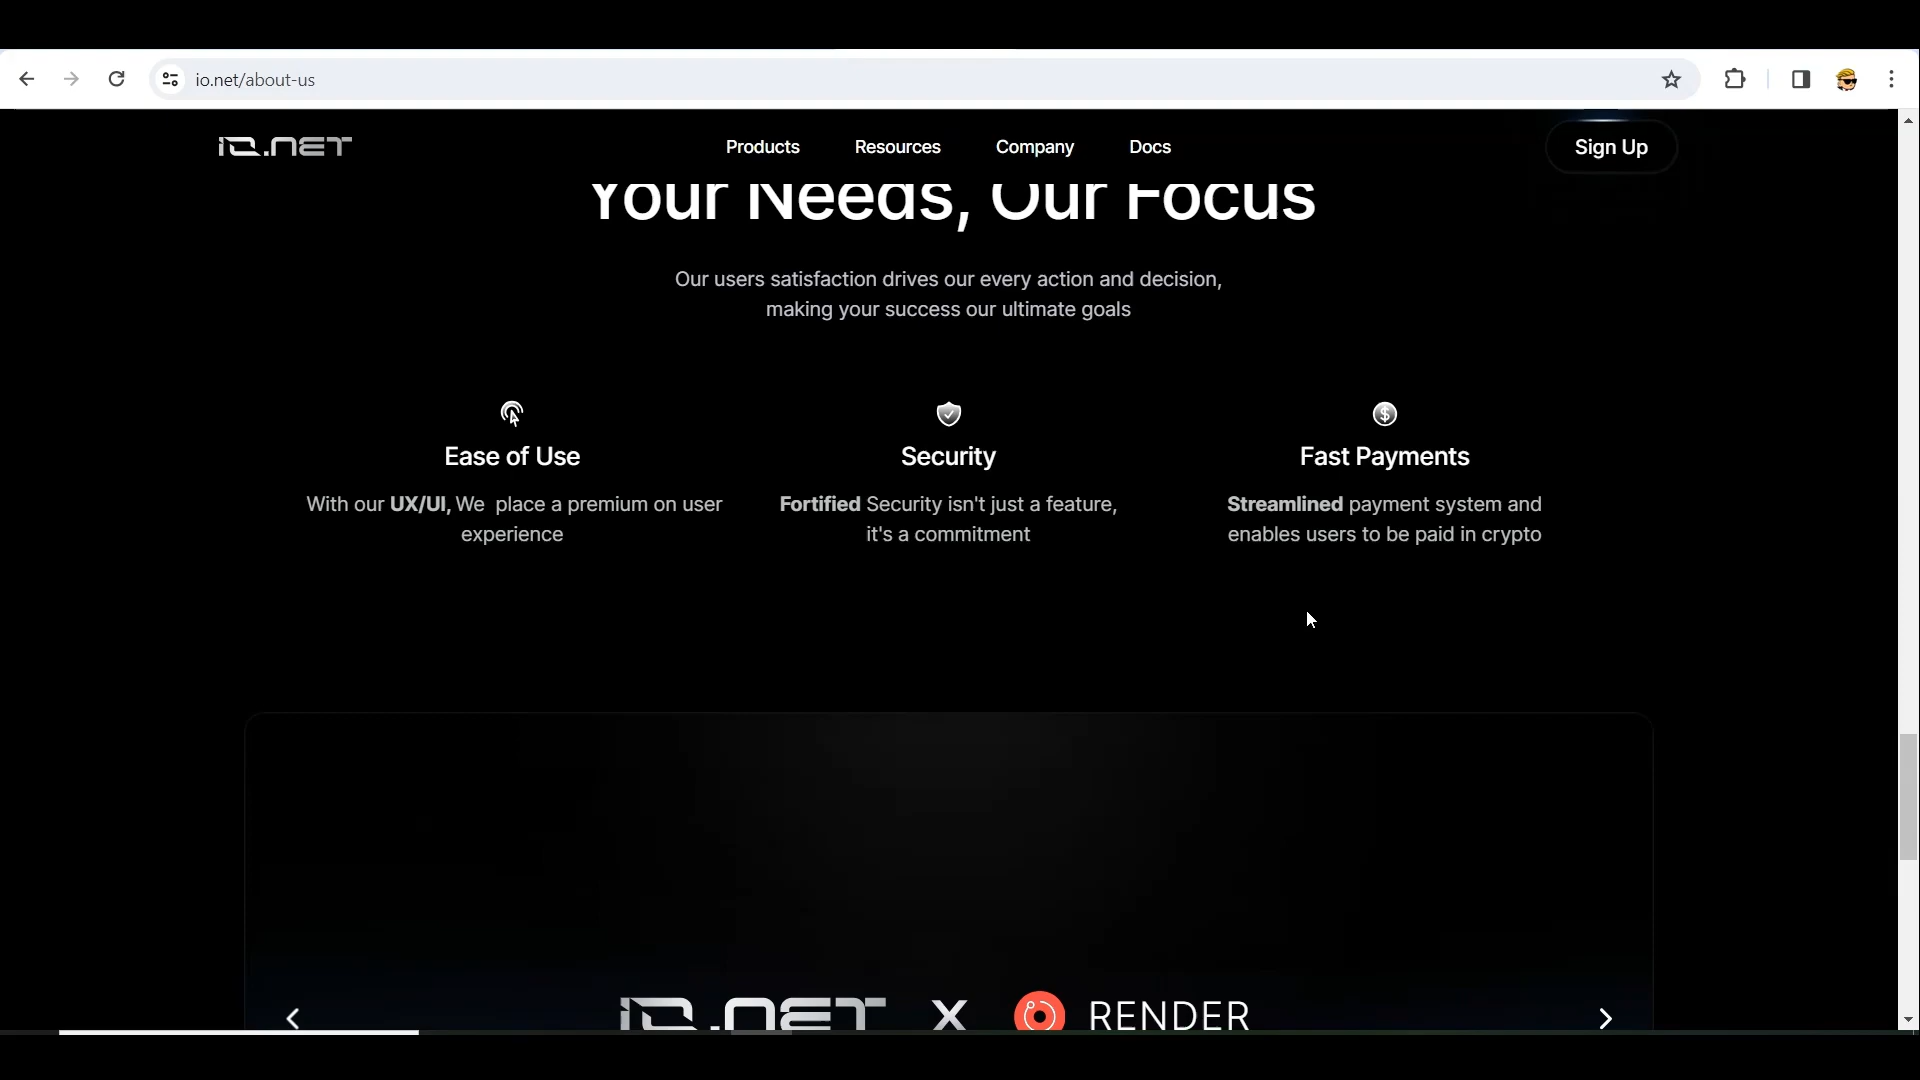 io.net/about-us
IO.NET
Products
Resources
Company
Docs
Sign Up
Your Needs, Our Focus
Our users satisfaction drives our every action and decision,
making your success our ultimate goals
Ease of Use
With our UX/UI, We place a premium on user
experience
Security
Fortified Security isn't just a feature,
it's a commitment
Fast Payments
Streamlined payment system and
enables users to be paid in crypto
IO.NET X RENDER